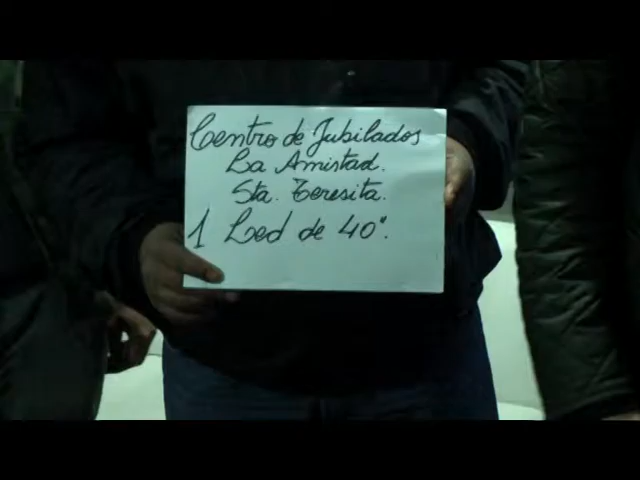 Centro de Jubilados
La Amistad.
Sta. Teresita.
1 Led de 40".